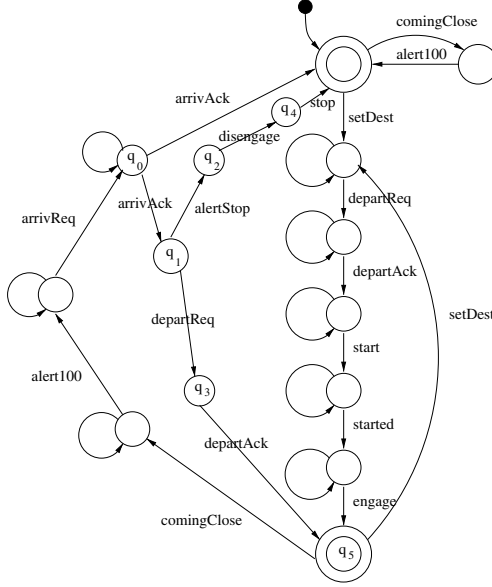 comingClose
alert100
stop
setDest
arrivAck
q4
disengage
q0
q2
departReq
arrivAck
alertStop
arrivReq
q1
departAck
setDest
departReq
start
alert100
q3
started
departAck
engage
comingClose
q5